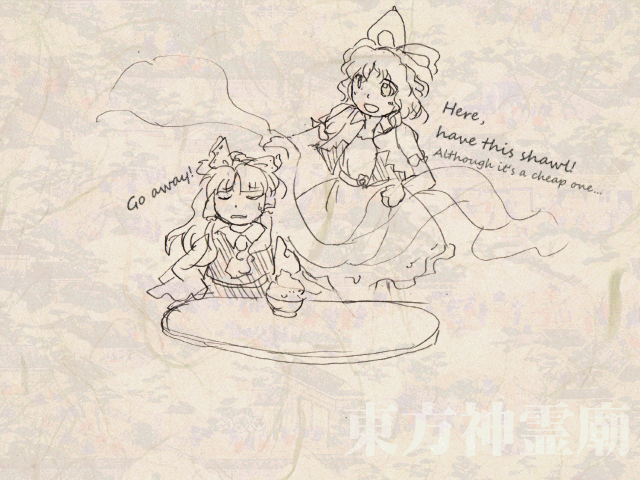 Here,
have this shawl!
Although it's a cheap one...
Go away!
東方神霊廟